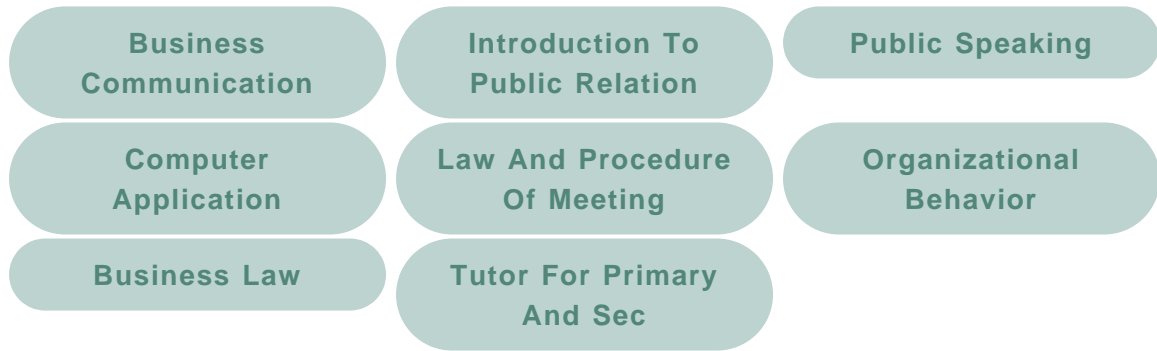 Business
Communication
Introduction To
Public Relation
Public Speaking
Computer
Application
Law And Procedure
Of Meeting
Organizational
Behavior
Business Law
Tutor For Primary
And Sec